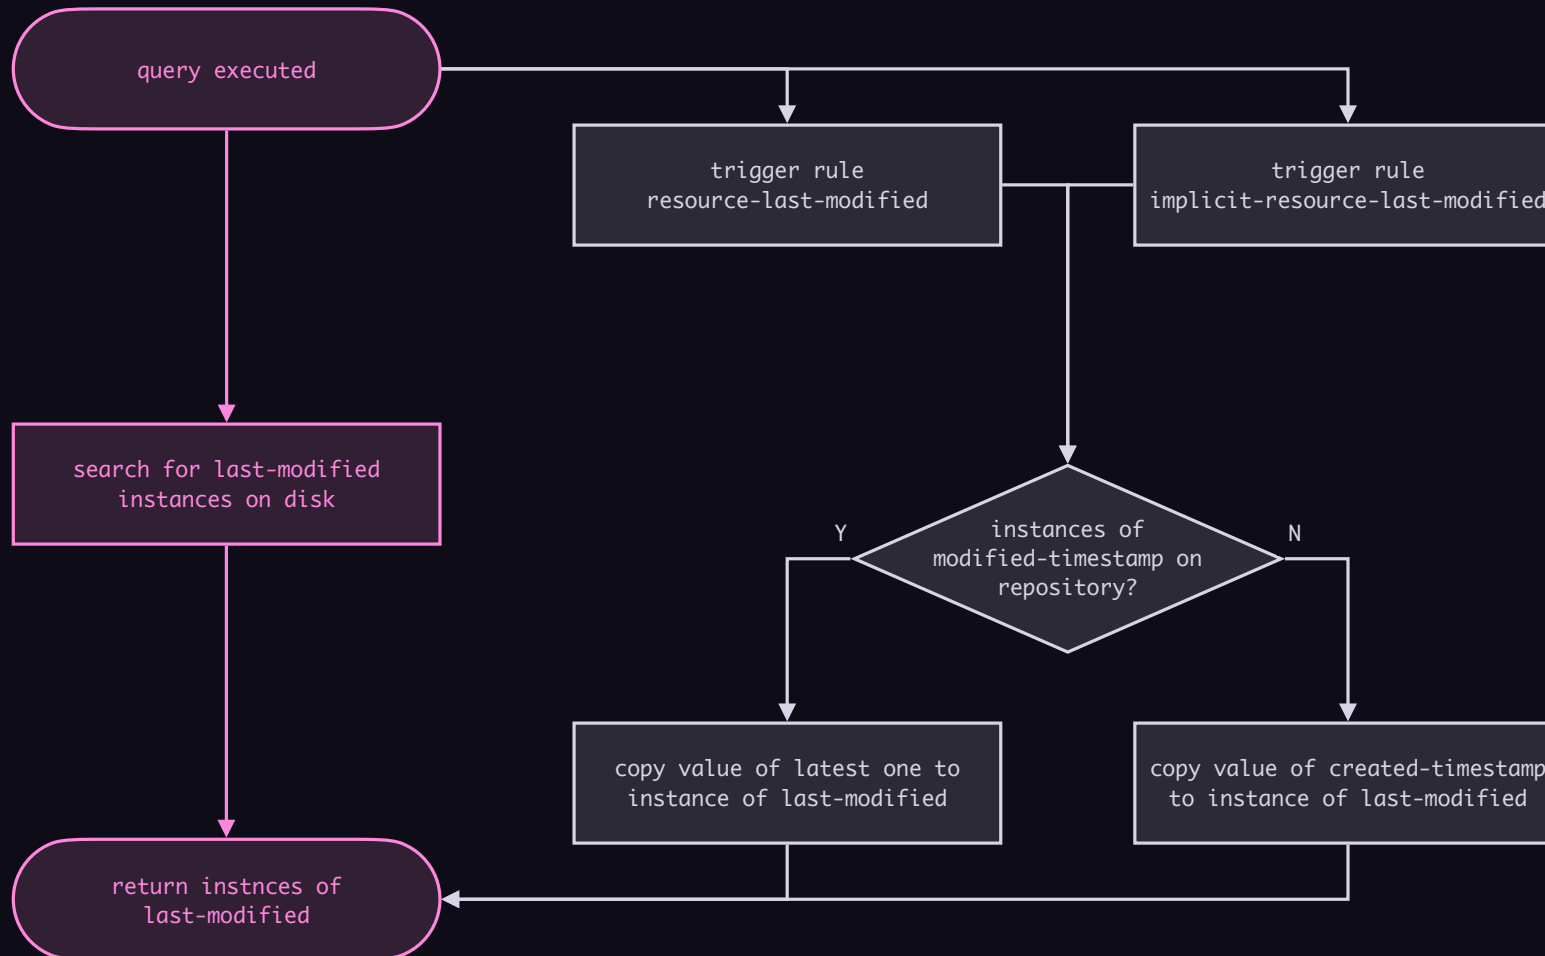 query executed
trigger rule
resource-last-modified
trigger rule
implicit-resource-last-modified
search for last-modified
instances on disk
Y
instances of
modified-timestamp on
repository?
N
copy value of latest one to
instance of last-modified
copy value of created-timestamp
to instance of last-modified
return instnces of
last-modified